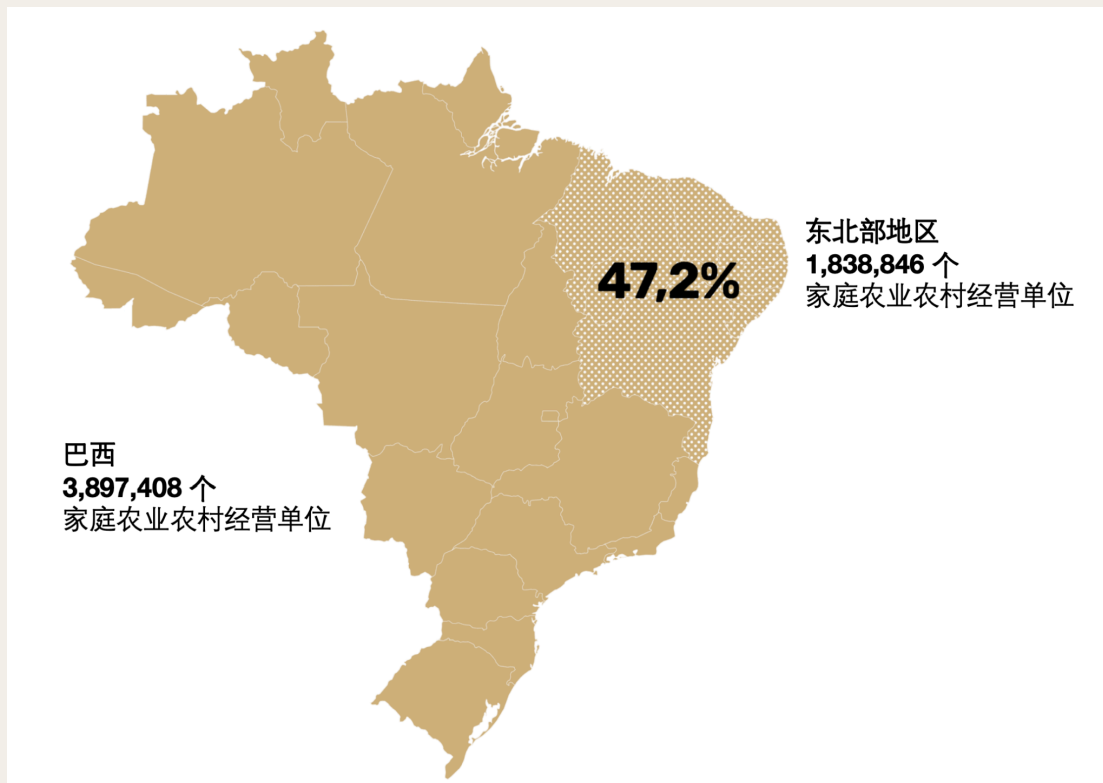 47,2%
东北部地区
1,838,846 个
家庭农业农村经营单位
巴西
3,897,408 个
家庭农业农村经营单位